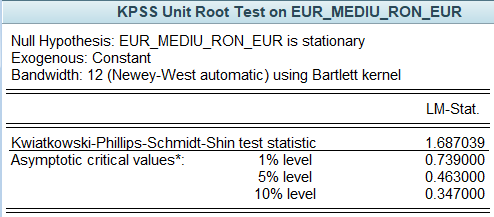 KPSS Unit Root Test on EUR_MEDIU_RON_EUR
Null Hypothesis: EUR_MEDIU_RON_EUR is stationary
Exogenous: Constant
Bandwidth: 12 (Newey-West automatic) using Bartlett kernel
LM-Stat.
Kwiatkowski-Phillips-Schmidt-Shin test statistic 1.687039
Asymptotic critical values*: 1% level 0.739000
5% level 0.463000
10% level 0.347000